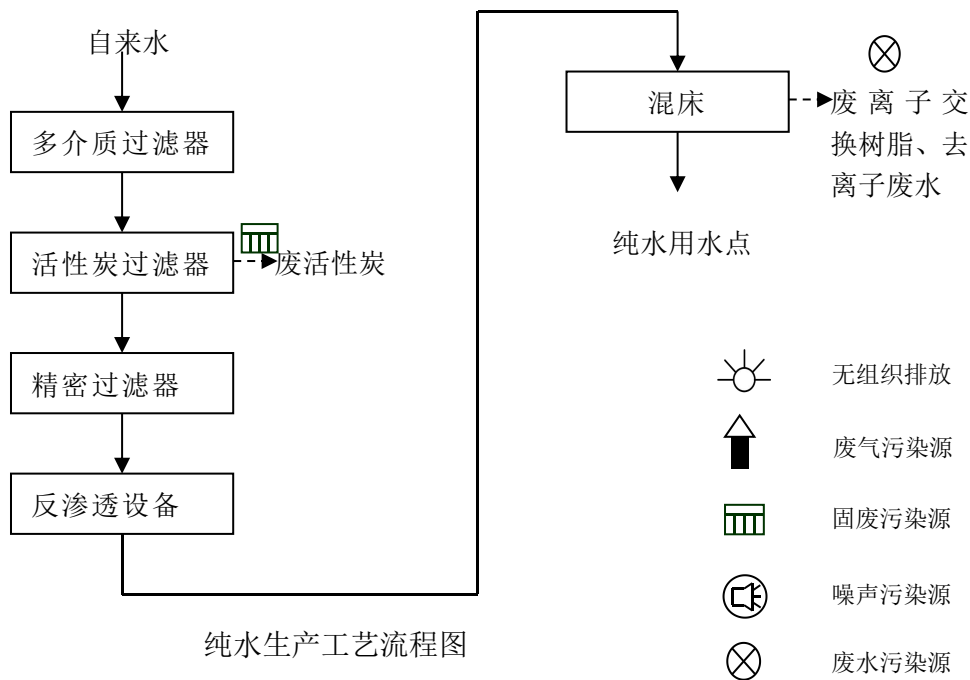 自来水
多介质过滤器
活性炭过滤器
废活性炭
精密过滤器
反渗透设备
混床
废离子交
换树脂、去
离子废水
纯水用水点
无组织排放
废气污染源
固废污染源
噪声污染源
废水污染源
纯水生产工艺流程图